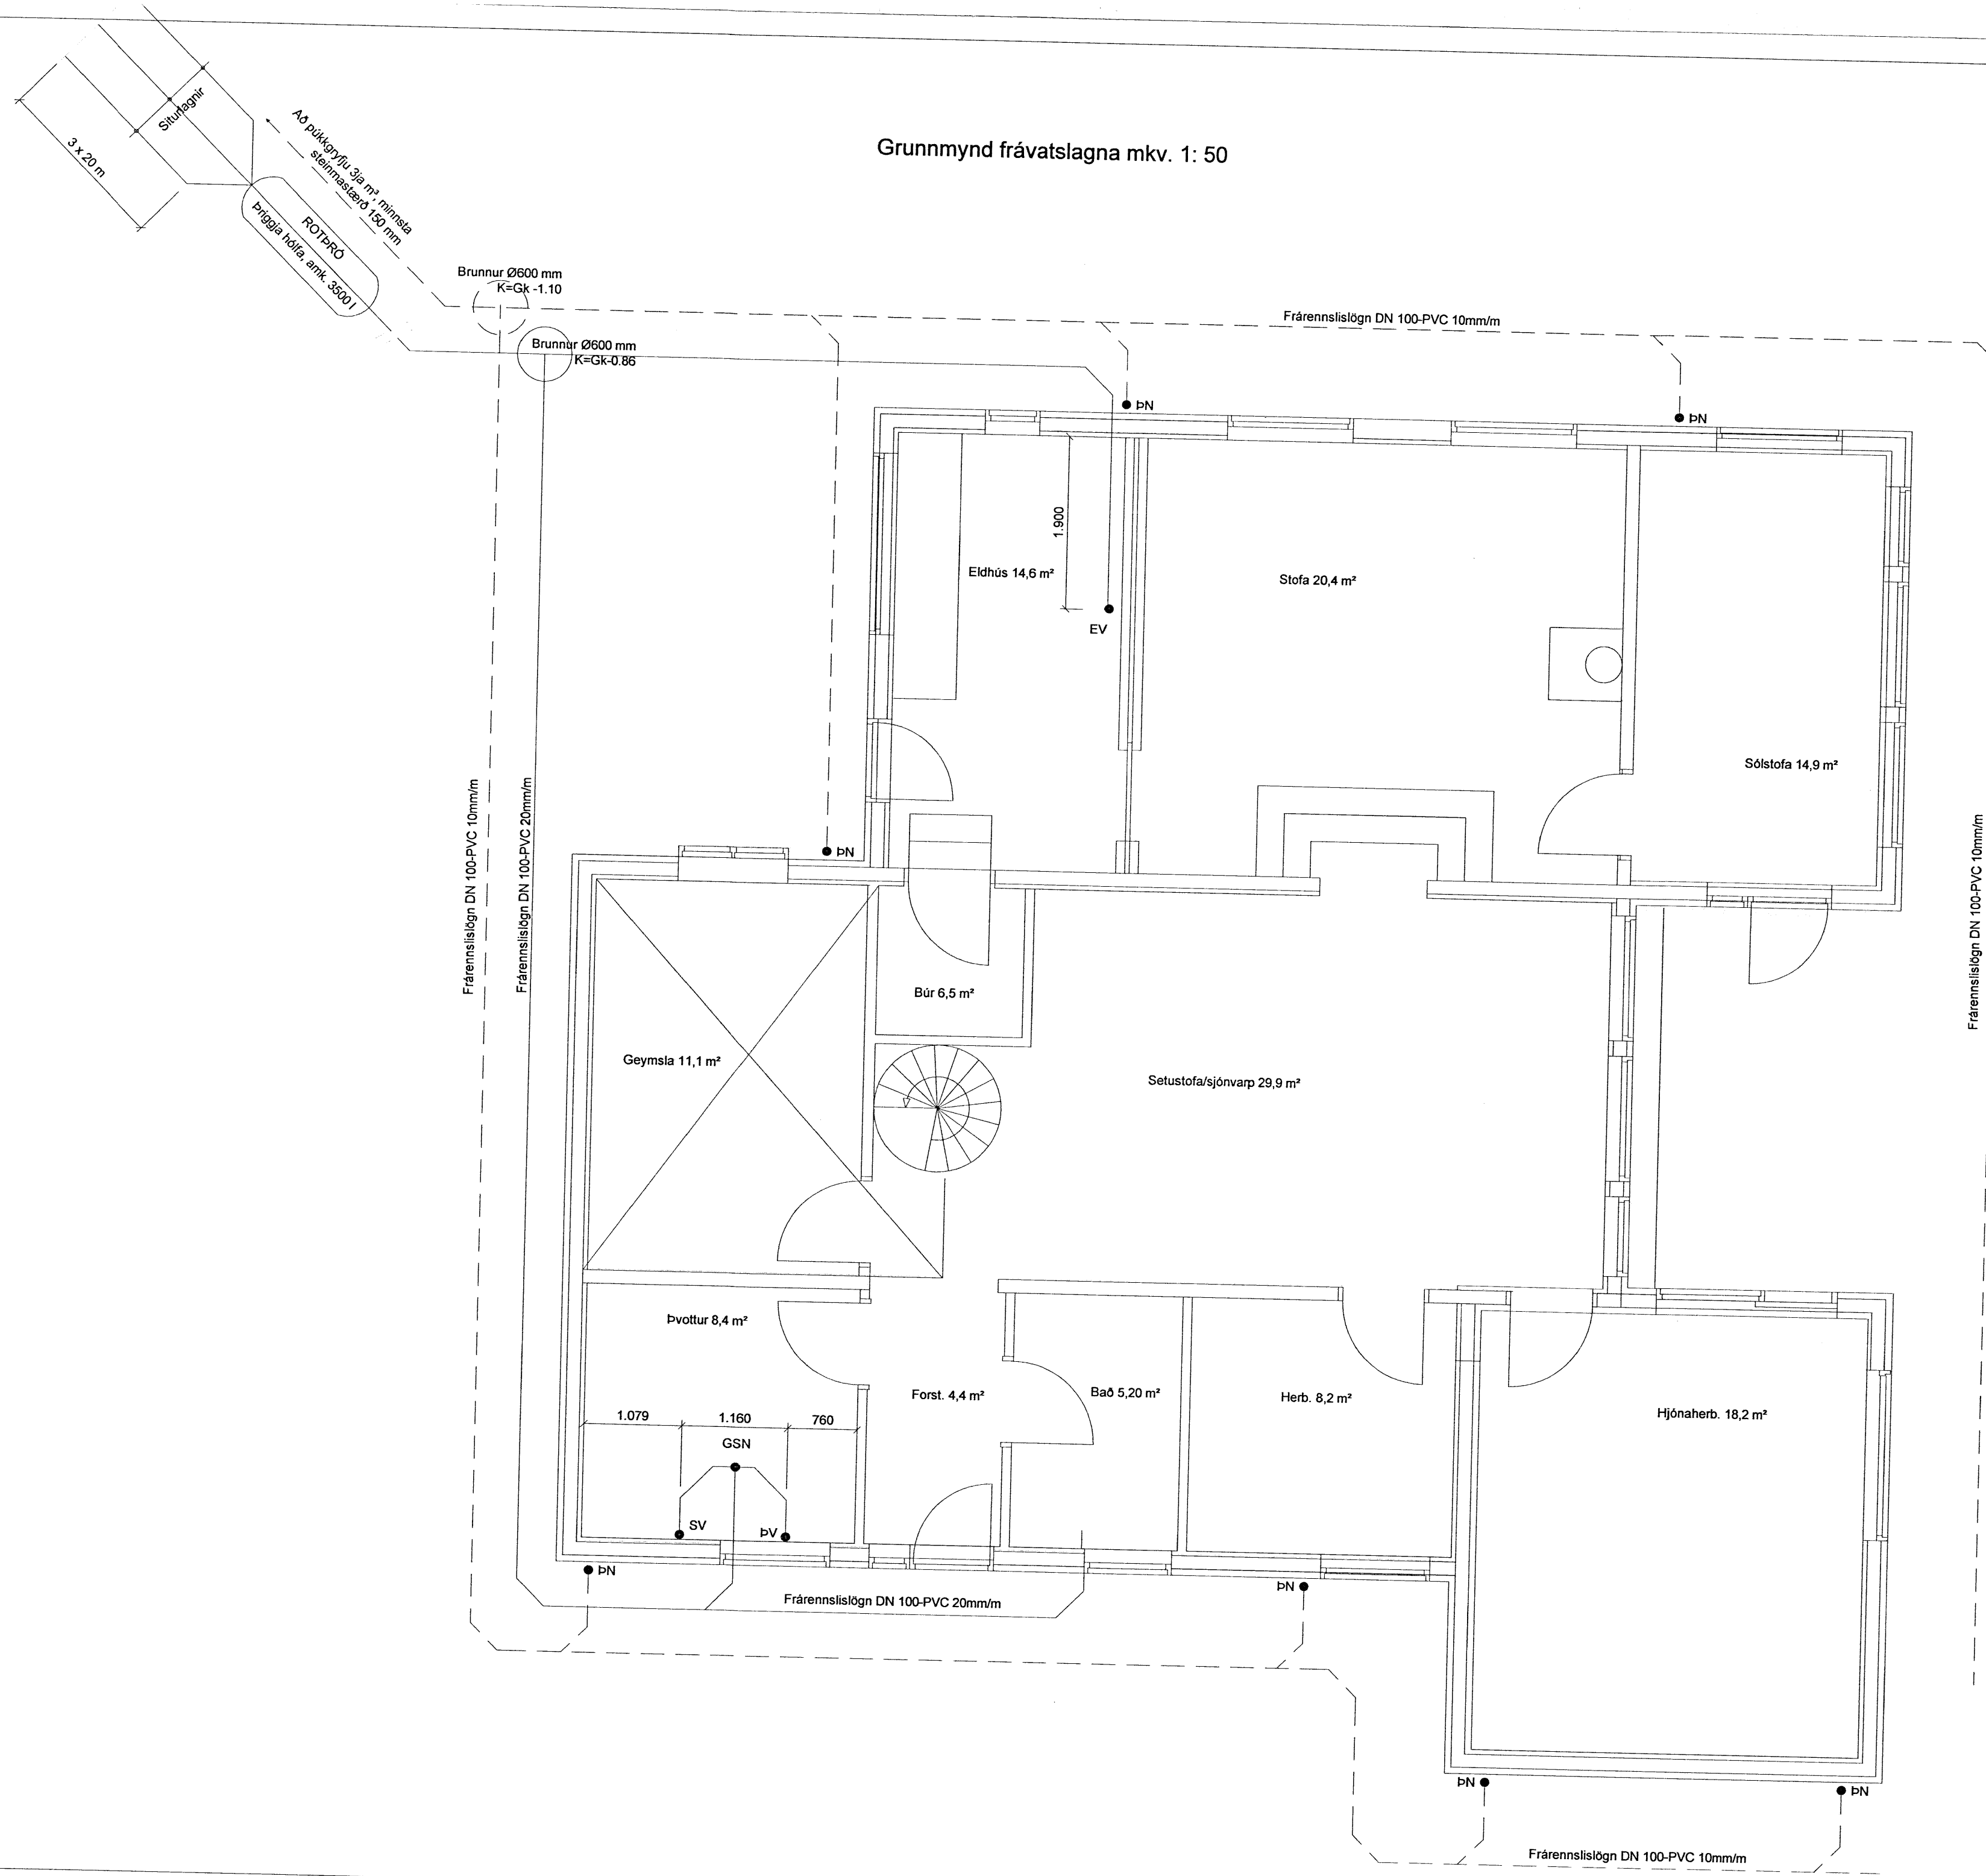 Grunnmynd frávatslagna mkv. 1: 50
Siturlagnir
3 x 20 m
Að púkkgryfju 3ja m³, minnsta
steinmastærð 150 mm
ROTÞRÓ
Þriggja hólfa, amk. 3500 l
Brunnur Ø600 mm
K=Gk -1.10
Brunnur Ø600 mm
K=Gk-0.86
Frárennslislögn DN 100-PVC 10mm/m
ÞN
ÞN
1.900
Eldhús 14,6 m²
Stofa 20,4 m²
EV
Sólstofa 14,9 m²
Frárennslislögn DN 100-PVC 10mm/m
Frárennslislögn DN 100-PVC 20mm/m
Frárennslislögn DN 100-PVC 10mm/m
ÞN
Búr 6,5 m²
Geymsla 11,1 m²
Setustofa/sjónvarp 29,9 m²
Þvottur 8,4 m²
Forst. 4,4 m²
Bað 5,20 m²
Herb. 8,2 m²
Hjónaherb. 18,2 m²
1.079
1.160
760
GSN
SV
ÞV
ÞN
ÞN
Frárennslislögn DN 100-PVC 20mm/m
ÞN
ÞN
Frárennslislögn DN 100-PVC 10mm/m